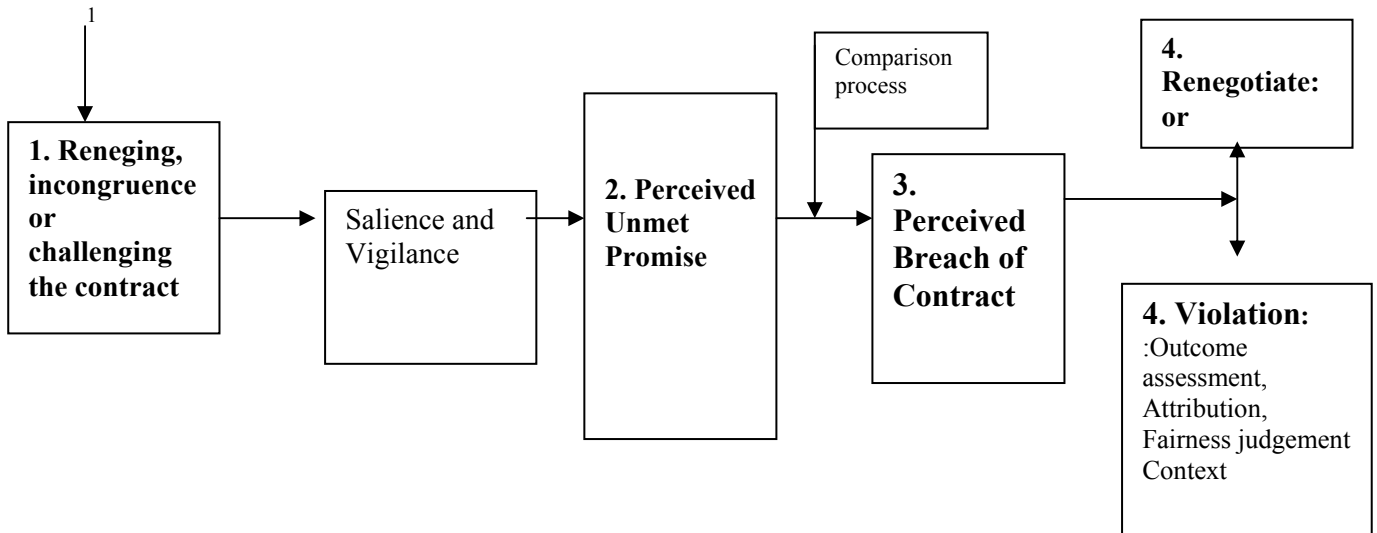 1
1. Reneging,
incongruence
or
challenging
the contract
Salience and
Vigilance
2. Perceived
Unmet
Promise
Comparison
process
3.
Perceived
Breach of
Contract
4.
Renegotiate:
or
4. Violation:
:Outcome
assessment,
Attribution,
Fairness judgement
Context